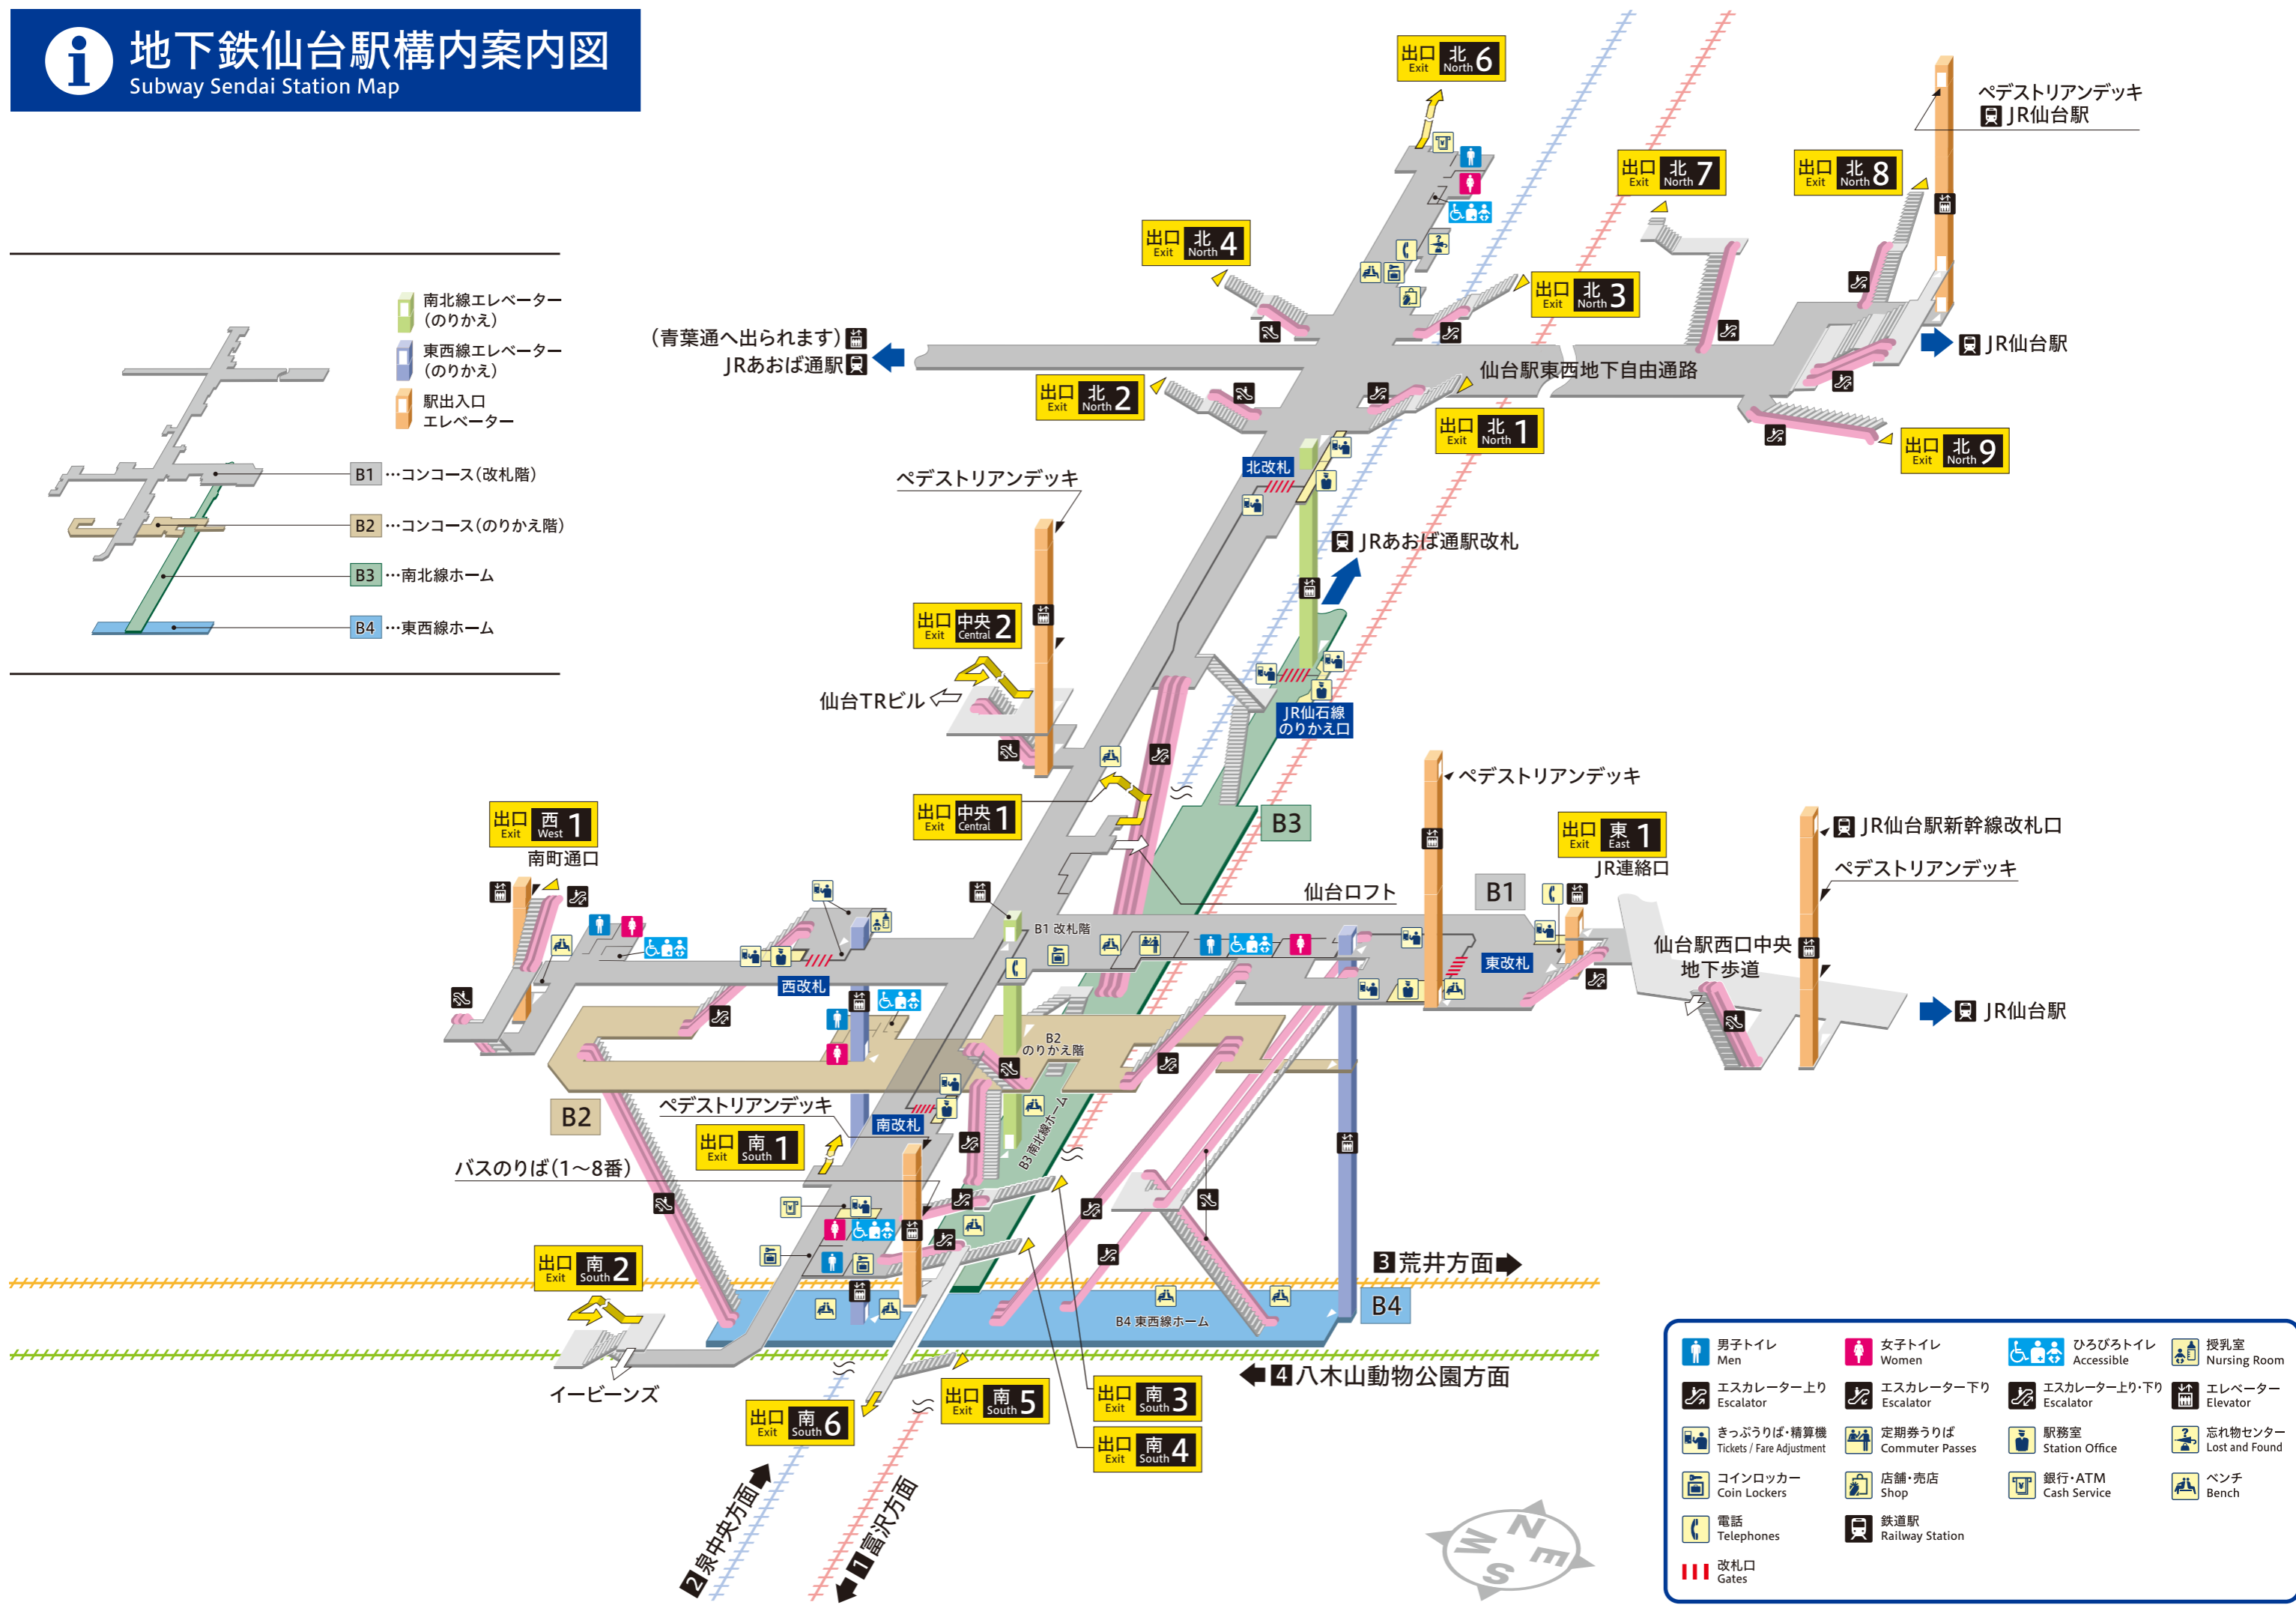 地下鉄仙台駅構内案内図
Subway Sendai Station Map
南北線エレベーター
（のりかえ）
東西線エレベーター
（のりかえ）
駅出入口
エレベーター
B1 …コンコース（改札階）
B2 …コンコース（のりかえ階）
B3 …南北線ホーム
B4 …東西線ホーム
出口 Exit 北 North 6
ペデストリアンデッキ
JR仙台駅
出口 Exit 北 North 7
出口 Exit 北 North 8
出口 Exit 北 North 4
出口 Exit 北 North 3
（青葉通へ出られます）
JRあおば通駅
JR仙台駅
仙台駅東西地下自由通路
出口 Exit 北 North 2
出口 Exit 北 North 1
出口 Exit 北 North 9
北改札
ペデストリアンデッキ
JRあおば通駅改札
出口 Exit 中央 Central 2
仙台TRビル
JR仙石線
のりかえ口
出口 Exit 中央 Central 1
B3
ペデストリアンデッキ
出口 Exit 西 West 1
南町通口
出口 Exit 東 East 1
JR連絡口
JR仙台駅新幹線改札口
ペデストリアンデッキ
仙台ロフト
B1
B1 改札階
仙台駅西口中央
地下歩道
東改札
西改札
JR仙台駅
B2
のりかえ階
B2
ペデストリアンデッキ
南改札
B3 南北線ホーム
出口 Exit 南 South 1
バスのりば（1〜8番）
出口 Exit 南 South 2
3 荒井方面
B4
B4 東西線ホーム
4 八木山動物公園方面
イービーンズ
出口 Exit 南 South 6
出口 Exit 南 South 5
出口 Exit 南 South 3
出口 Exit 南 South 4
2 泉中央方面
1 富沢方面
N
E
S
W
男子トイレ
Men
女子トイレ
Women
ひろびろトイレ
Accessible
授乳室
Nursing Room
エスカレーター上り
Escalator
エスカレーター下り
Escalator
エスカレーター上り・下り
Escalator
エレベーター
Elevator
きっぷうりば・精算機
Tickets / Fare Adjustment
定期券うりば
Commuter Passes
駅務室
Station Office
忘れ物センター
Lost and Found
コインロッカー
Coin Lockers
店舗・売店
Shop
銀行・ATM
Cash Service
ベンチ
Bench
電話
Telephones
鉄道駅
Railway Station
改札口
Gates